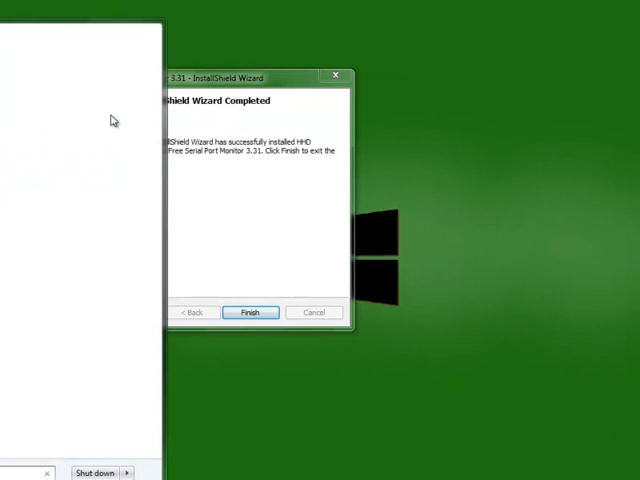 3.31 - InstallShield Wizard
Shield Wizard Completed
Shield Wizard has successfully installed HHD
Free Serial Port Monitor 3.31. Click Finish to exit the
< Back
Finish
Cancel
Shut down